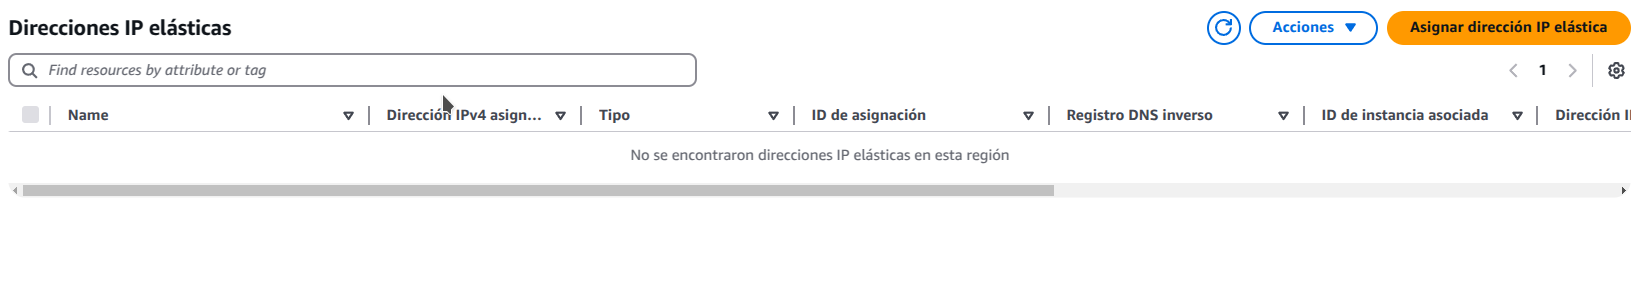 Direcciones IP elásticas
Acciones
Asignar dirección IP elástica
Find resources by attribute or tag
1
Name
Dirección IPv4 asign...
Tipo
ID de asignación
Registro DNS inverso
ID de instancia asociada
Dirección
No se encontraron direcciones IP elásticas en esta región